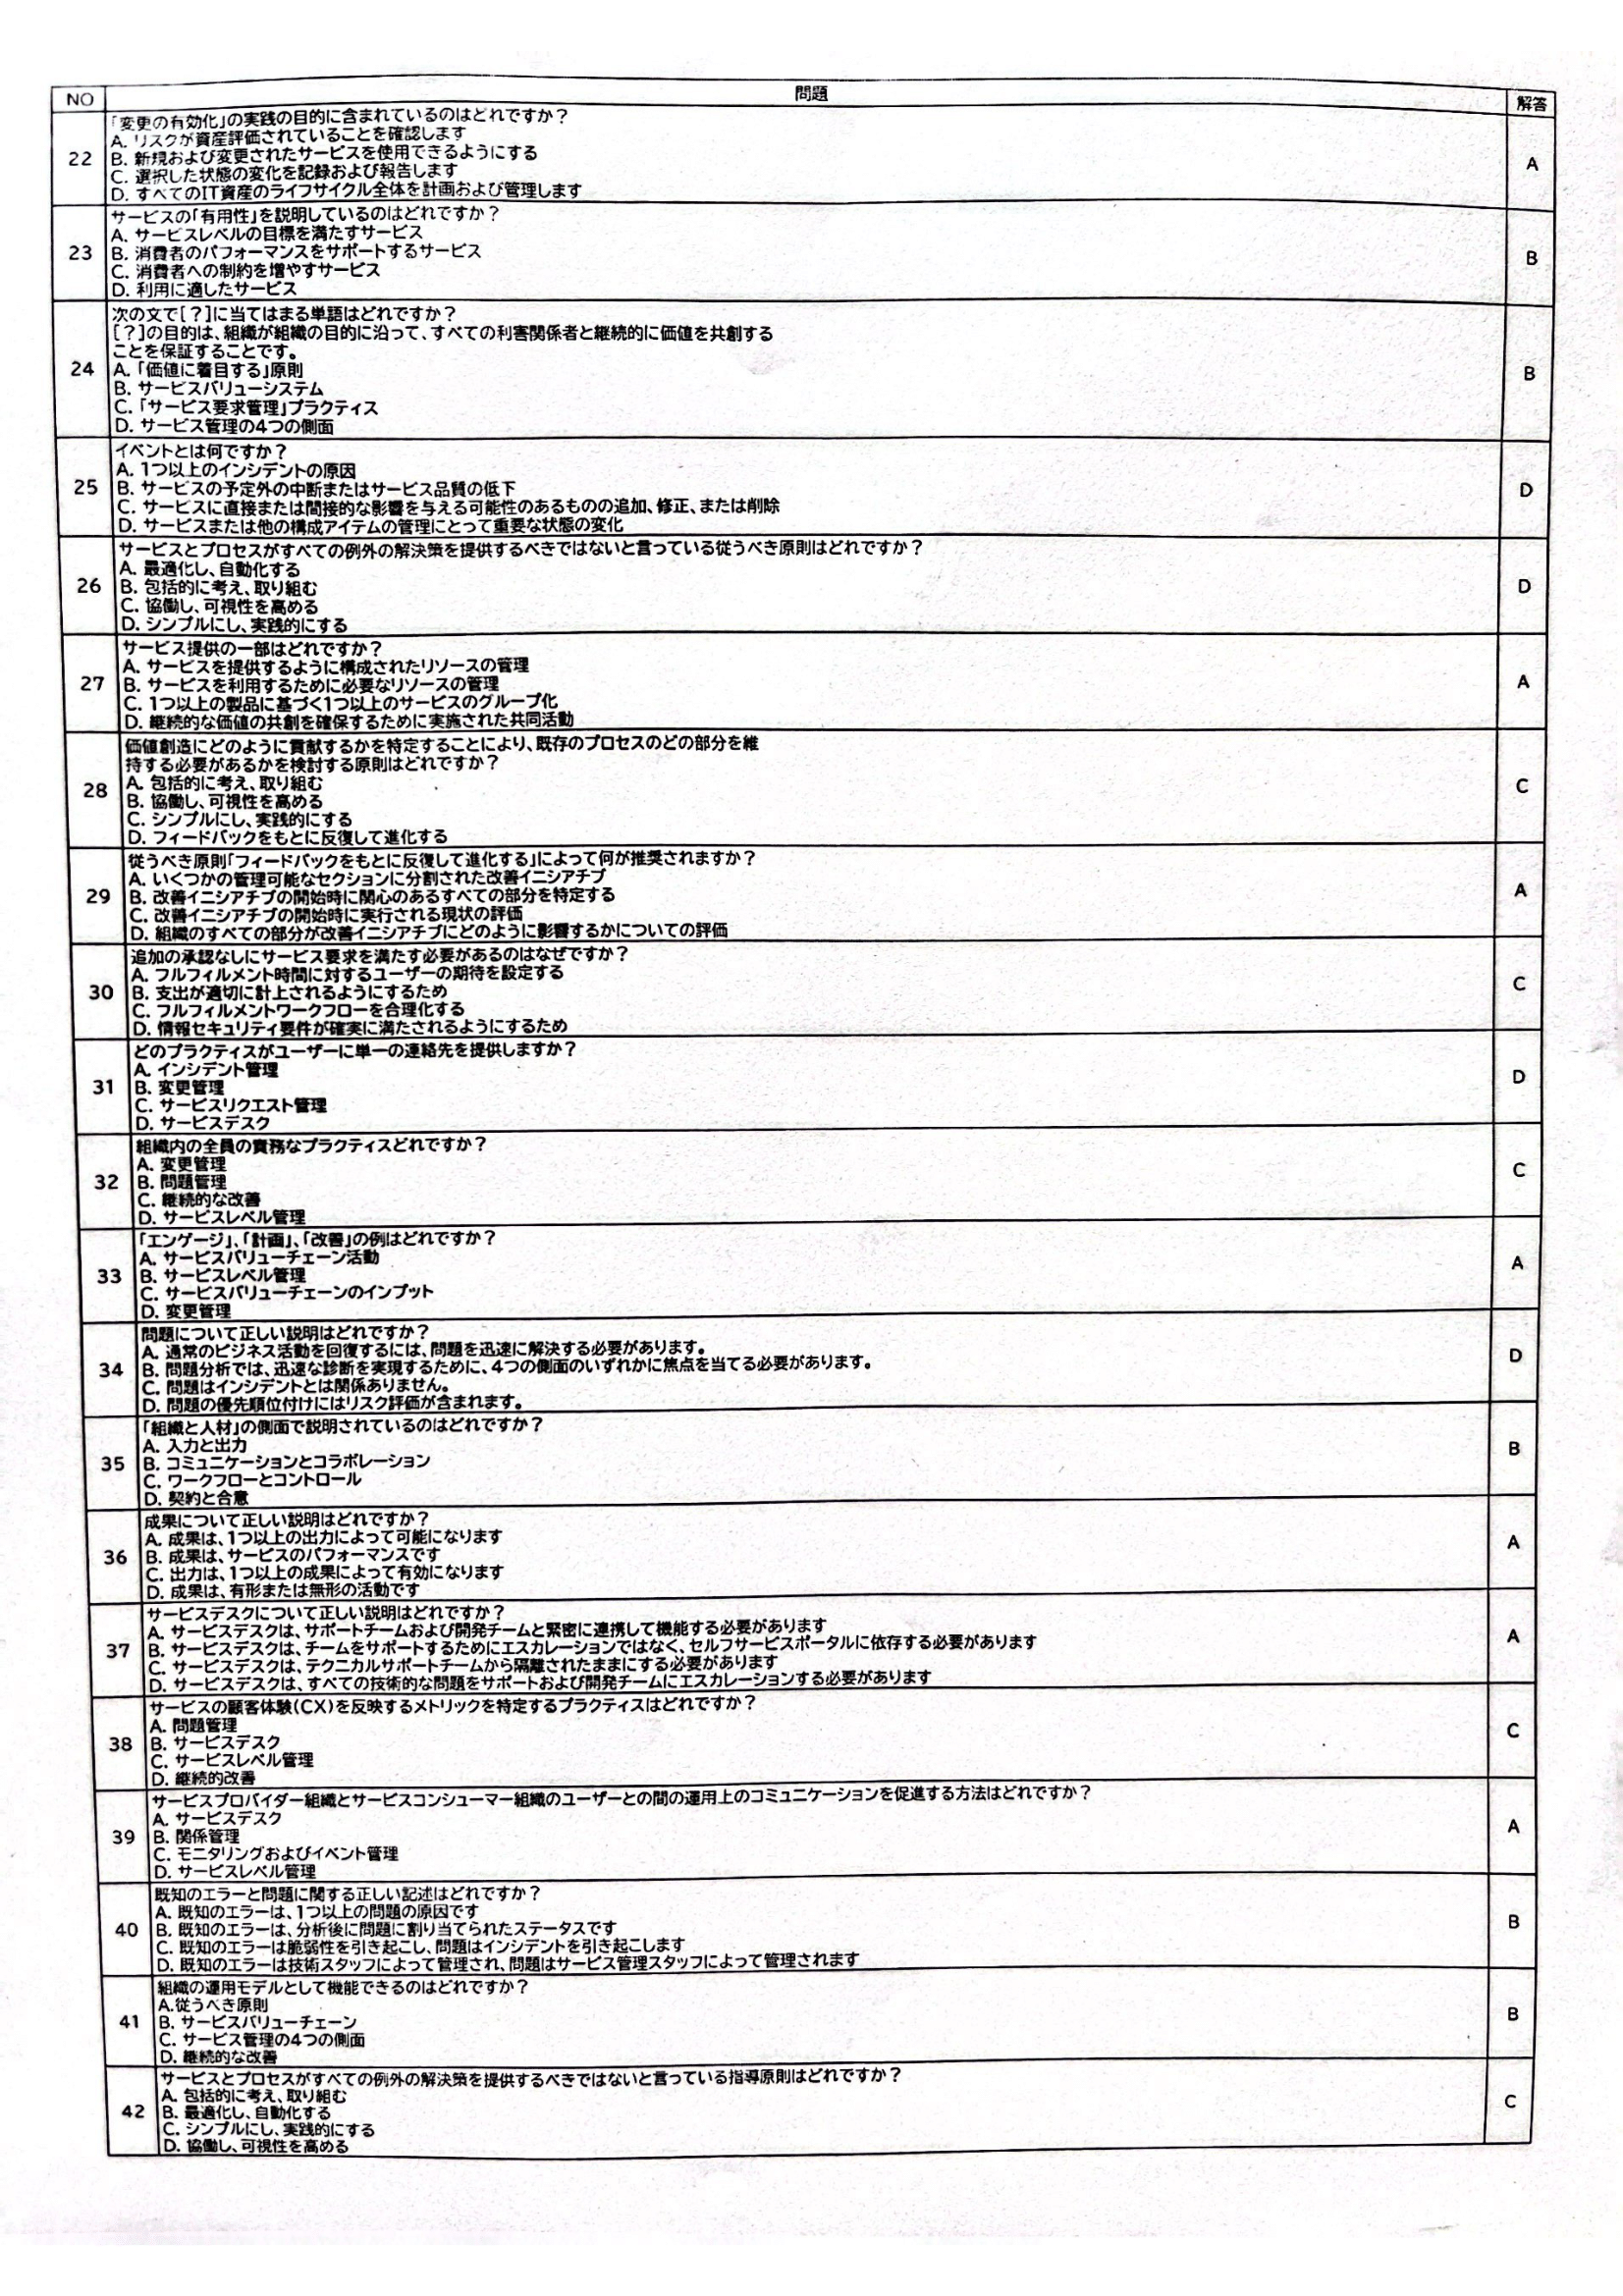 NO 問題 解答
22
「変更の有効化」の実践の目的に含まれているのはどれですか？
A. リスクが資産評価されていることを確認します
B. 新規および変更されたサービスを使用できるようにする
C. 選択した状態の変化を記録および報告します
D. すべてのIT資産のライフサイクル全体を計画および管理します
A
23
サービスの「有用性」を説明しているのはどれですか？
A. サービスレベルの目標を満たすサービス
B. 消費者のパフォーマンスをサポートするサービス
C. 消費者への制約を増やすサービス
D. 利用に適したサービス
B
24
次の文で[？]に当てはまる単語はどれですか？
[？]の目的は、組織が組織の目的に沿って、すべての利害関係者と継続的に価値を共創する
ことを保証することです。
A. 「価値に着目する」原則
B. サービスバリューシステム
C. 「サービス要求管理」プラクティス
D. サービス管理の4つの側面
B
25
イベントとは何ですか？
A. 1つ以上のインシデントの原因
B. サービスの予定外の中断またはサービス品質の低下
C. サービスに直接または間接的な影響を与える可能性のあるものの追加、修正、または削除
D. サービスまたは他の構成アイテムの管理にとって重要な状態の変化
D
26
サービスとプロセスがすべての例外の解決策を提供するべきではないと言っている従うべき原則はどれですか？
A. 最適化し、自動化する
B. 包括的に考え、取り組む
C. 協働し、可視性を高める
D. シンプルにし、実践的にする
D
27
サービス提供の一部はどれですか？
A. サービスを提供するように構成されたリソースの管理
B. サービスを利用するために必要なリソースの管理
C. 1つ以上の製品に基づく1つ以上のサービスのグループ化
D. 継続的な価値の共創を確保するために実施された共同活動
A
28
価値創造にどのように貢献するかを特定することにより、既存のプロセスのどの部分を維
持する必要があるかを検討する原則はどれですか？
A. 包括的に考え、取り組む
B. 協働し、可視性を高める
C. シンプルにし、実践的にする
D. フィードバックをもとに反復して進化する
C
29
従うべき原則「フィードバックをもとに反復して進化する」によって何が推奨されますか？
A. いくつかの管理可能なセクションに分割された改善イニシアチブ
B. 改善イニシアチブの開始時に関心のあるすべての部分を特定する
C. 改善イニシアチブの開始時に実行される現状の評価
D. 組織のすべての部分が改善イニシアチブにどのように影響するかについての評価
A
30
追加の承認なしにサービス要求を満たす必要があるのはなぜですか？
A. フルフィルメント時間に対するユーザーの期待を設定する
B. 支出が適切に計上されるようにするため
C. フルフィルメントワークフローを合理化する
D. 情報セキュリティ要件が確実に満たされるようにするため
C
31
どのプラクティスがユーザーに単一の連絡先を提供しますか？
A. インシデント管理
B. 変更管理
C. サービスリクエスト管理
D. サービスデスク
D
32
組織内の全員の責務なプラクティスどれですか？
A. 変更管理
B. 問題管理
C. 継続的な改善
D. サービスレベル管理
C
33
「エンゲージ」、「計画」、「改善」の例はどれですか？
A. サービスバリューチェーン活動
B. サービスレベル管理
C. サービスバリューチェーンのインプット
D. 変更管理
A
34
問題について正しい説明はどれですか？
A. 通常のビジネス活動を回復するには、問題を迅速に解決する必要があります。
B. 問題分析では、迅速な診断を実現するために、4つの側面のいずれかに焦点を当てる必要があります。
C. 問題はインシデントとは関係ありません。
D. 問題の優先順位付けにはリスク評価が含まれます。
D
35
「組織と人材」の側面で説明されているのはどれですか？
A. 入力と出力
B. コミュニケーションとコラボレーション
C. ワークフローとコントロール
D. 契約と合意
B
36
成果について正しい説明はどれですか？
A. 成果は、1つ以上の出力によって可能になります
B. 成果は、サービスのパフォーマンスです
C. 出力は、1つ以上の成果によって有効になります
D. 成果は、有形または無形の活動です
A
37
サービスデスクについて正しい説明はどれですか？
A. サービスデスクは、サポートチームおよび開発チームと緊密に連携して機能する必要があります
B. サービスデスクは、チームをサポートするためにエスカレーションではなく、セルフサービスポータルに依存する必要があります
C. サービスデスクは、テクニカルサポートチームから隔離されたままにする必要があります
D. サービスデスクは、すべての技術的な問題をサポートおよび開発チームにエスカレーションする必要があります
A
38
サービスの顧客体験(CX)を反映するメトリックを特定するプラクティスはどれですか？
A. 問題管理
B. サービスデスク
C. サービスレベル管理
D. 継続的改善
C
39
サービスプロバイダー組織とサービスコンシューマー組織のユーザーとの間の運用上のコミュニケーションを促進する方法はどれですか？
A. サービスデスク
B. 関係管理
C. モニタリングおよびイベント管理
D. サービスレベル管理
A
40
既知のエラーと問題に関する正しい記述はどれですか？
A. 既知のエラーは、1つ以上の問題の原因です
B. 既知のエラーは、分析後に問題に割り当てられたステータスです
C. 既知のエラーは脆弱性を引き起こし、問題はインシデントを引き起こします
D. 既知のエラーは技術スタッフによって管理され、問題はサービス管理スタッフによって管理されます
B
41
組織の運用モデルとして機能できるのはどれですか？
A.従うべき原則
B. サービスバリューチェーン
C. サービス管理の4つの側面
D. 継続的な改善
B
42
サービスとプロセスがすべての例外の解決策を提供するべきではないと言っている指導原則はどれですか？
A. 包括的に考え、取り組む
B. 最適化し、自動化する
C. シンプルにし、実践的にする
D. 協働し、可視性を高める
C